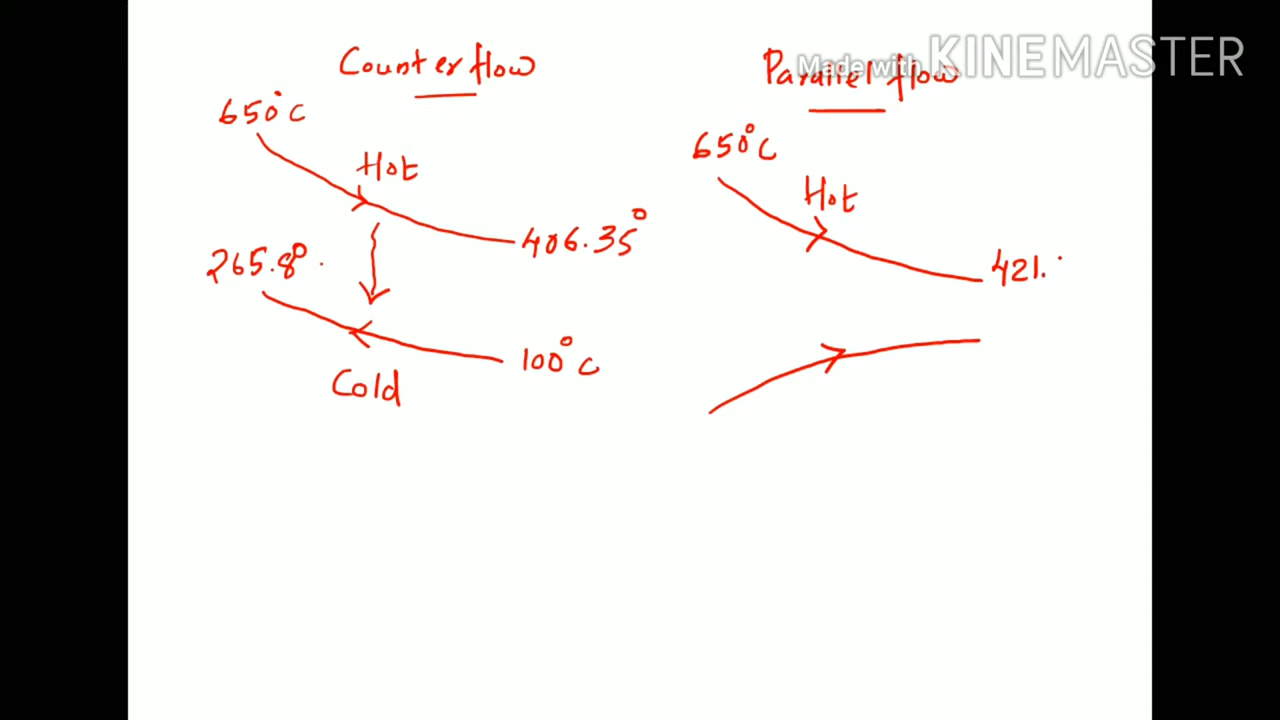 Counter flow
650°C
Hot
406.35°
265.8°
100°C
Cold
Made with KINEMASTER
Parallel flow
650°C
Hot
421.